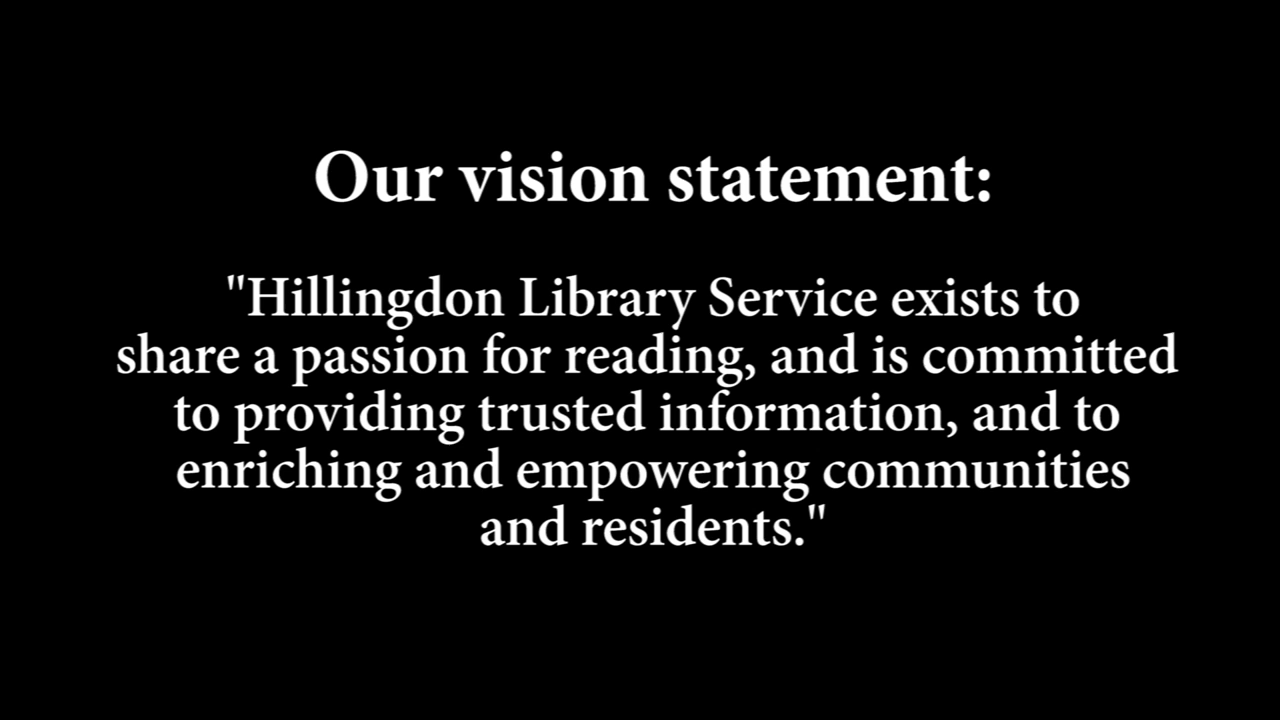 Our vision statement:
"Hillingdon Library Service exists to
share a passion for reading, and is committed
to providing trusted information, and to
enriching and empowering communities
and residents."